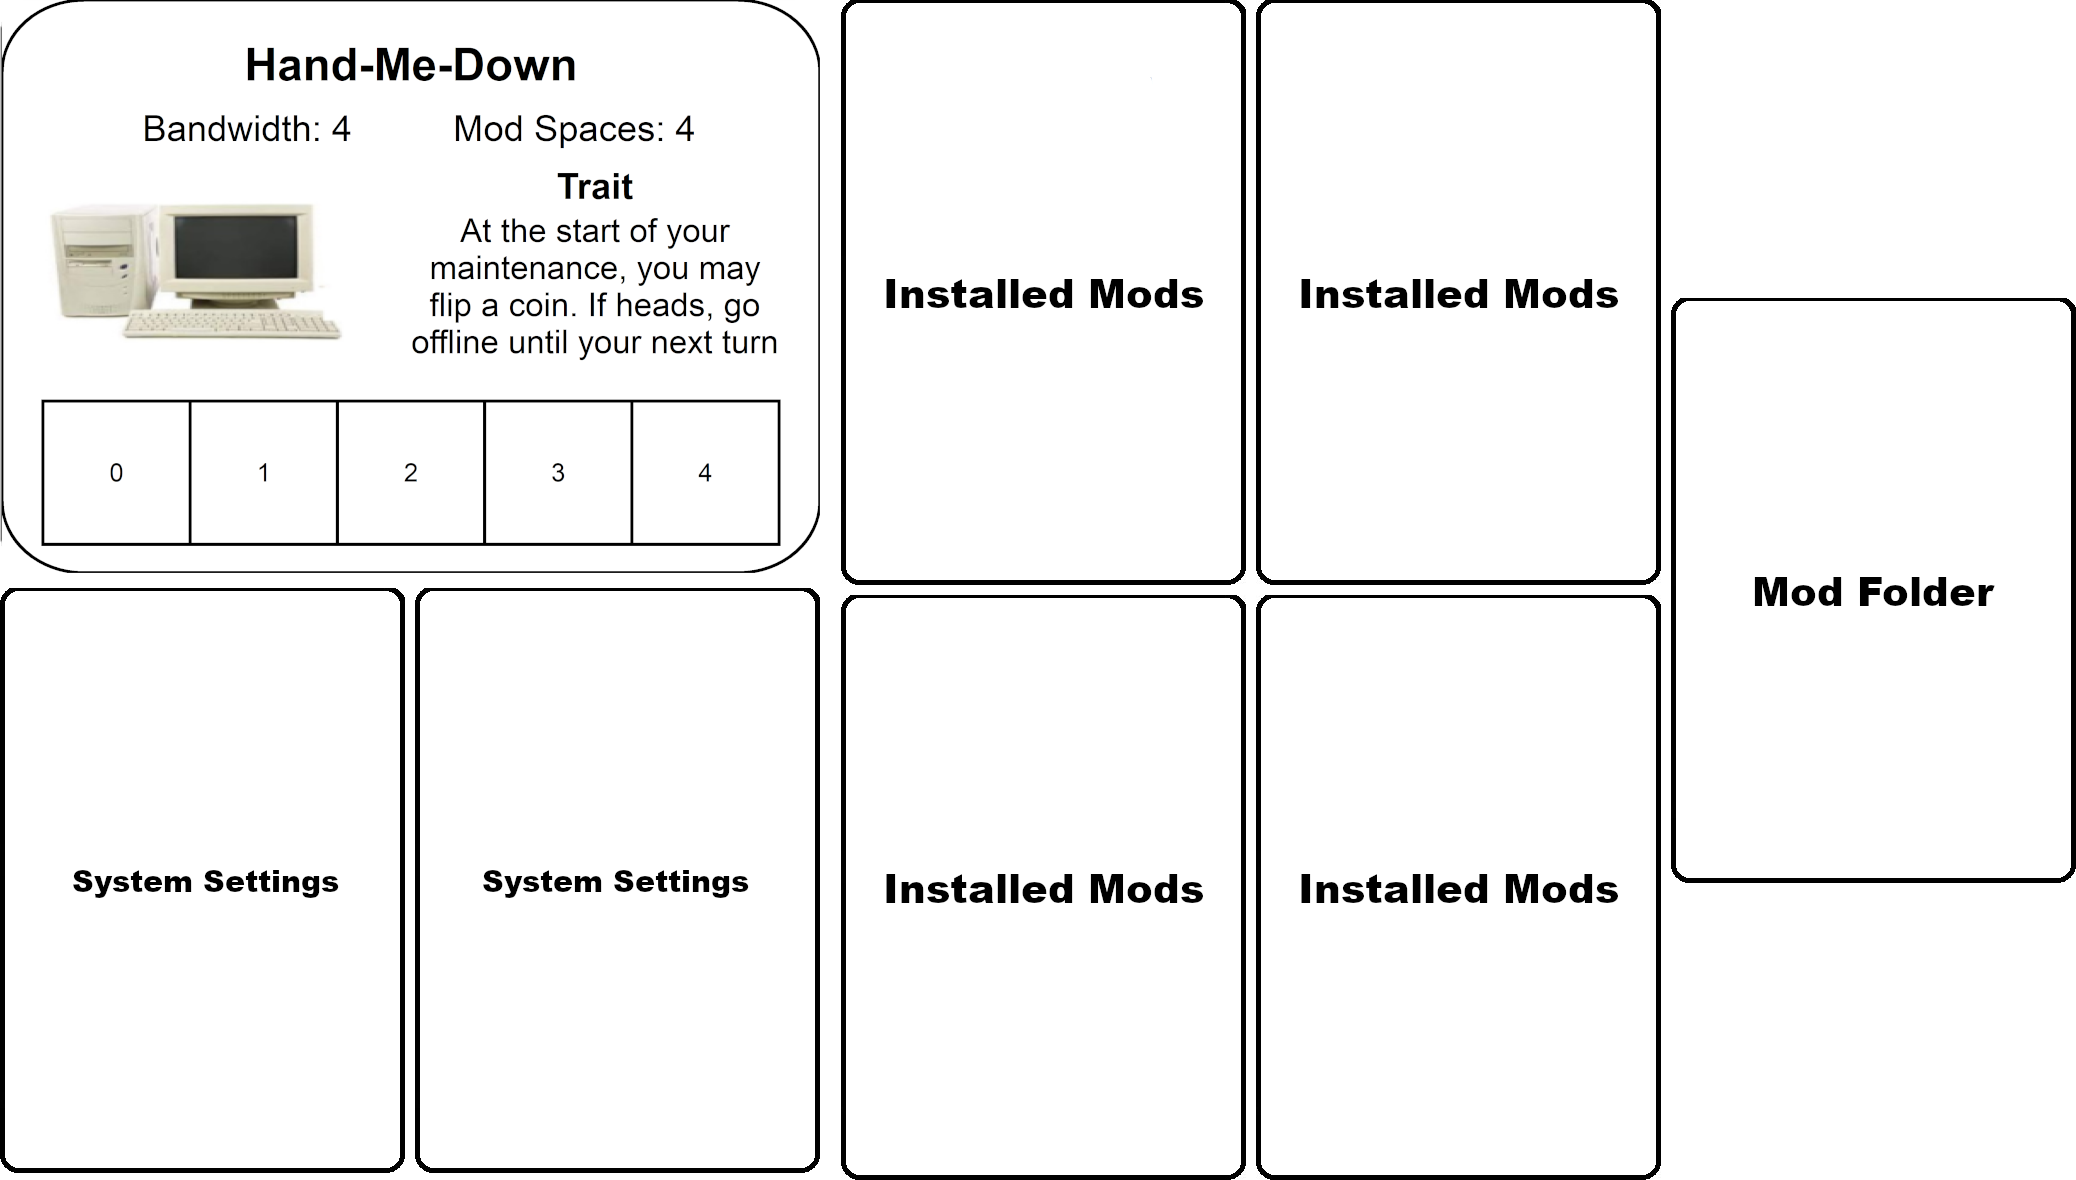 Hand-Me-Down
Bandwidth: 4 Mod Spaces: 4
Trait
At the start of your
maintenance, you may
flip a coin. If heads, go
offline until your next turn
0 1 2 3 4
System Settings
System Settings
Installed Mods
Installed Mods
Installed Mods
Installed Mods
Mod Folder